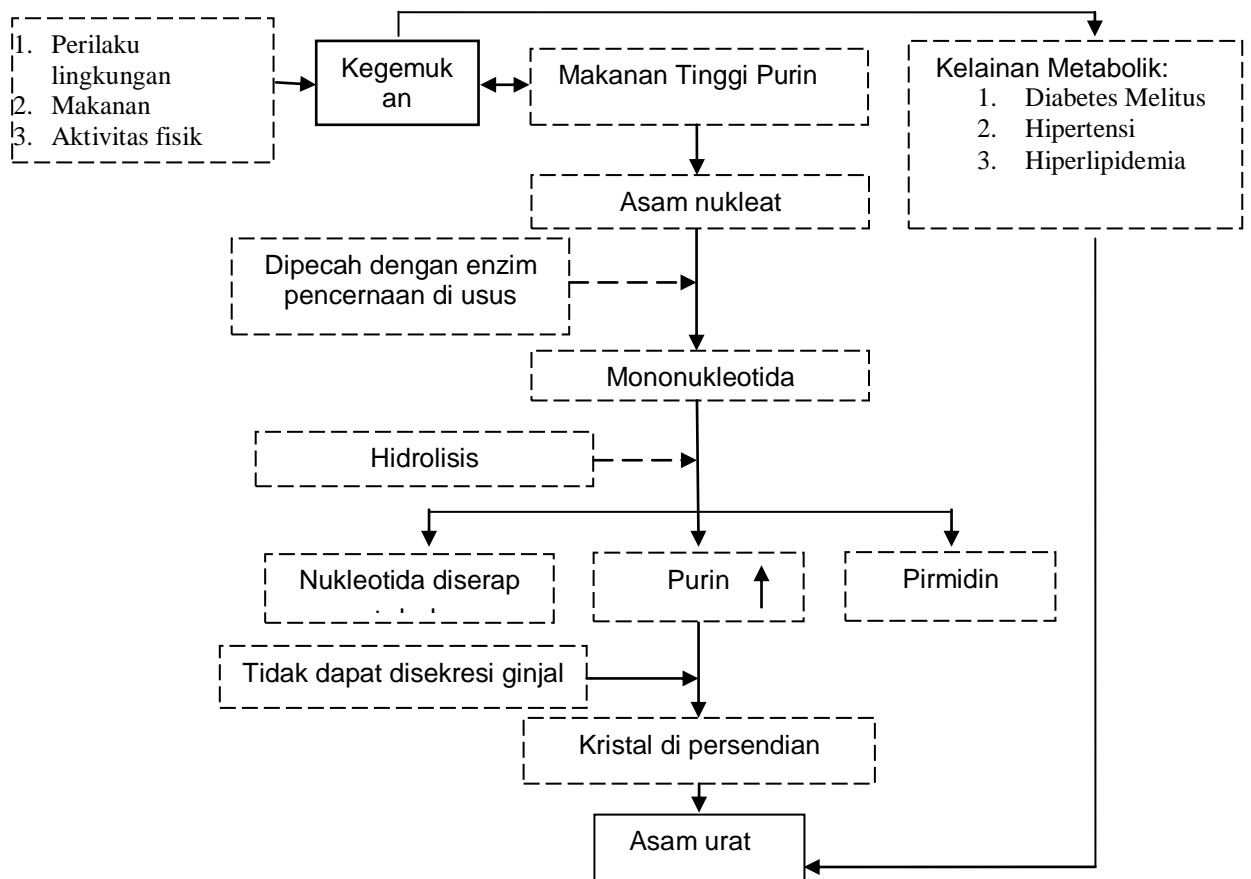 1. Perilaku
lingkungan
2. Makanan
3. Aktivitas fisik
Kegemuk
an
Makanan Tinggi Purin
Kelainan Metabolik:
1. Diabetes Melitus
2. Hipertensi
3. Hiperlipidemia
Asam nukleat
Dipecah dengan enzim
pencernaan di usus
Mononukleotida
Hidrolisis
Nukleotida diserap
Purin
Pirmidin
Tidak dapat disekresi ginjal
Kristal di persendian
Asam urat